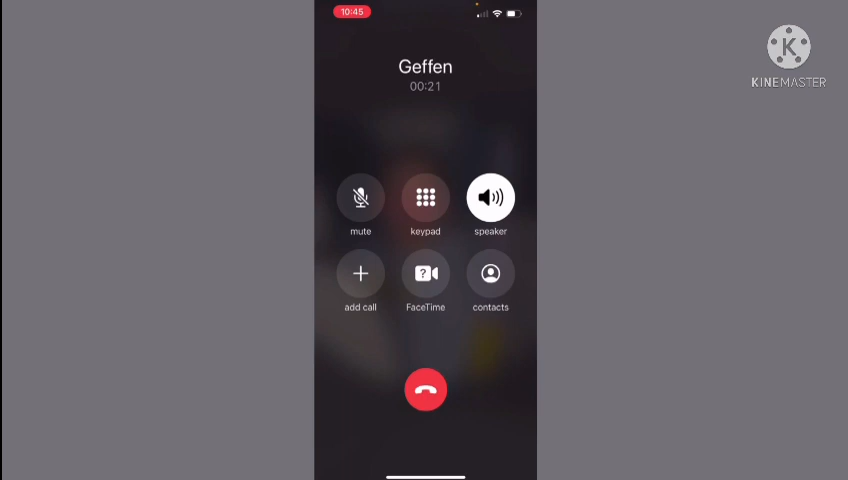 10:45
Geffen
00:21
K
KINEMASTER
mute
keypad
speaker
add call
?
FaceTime
contacts